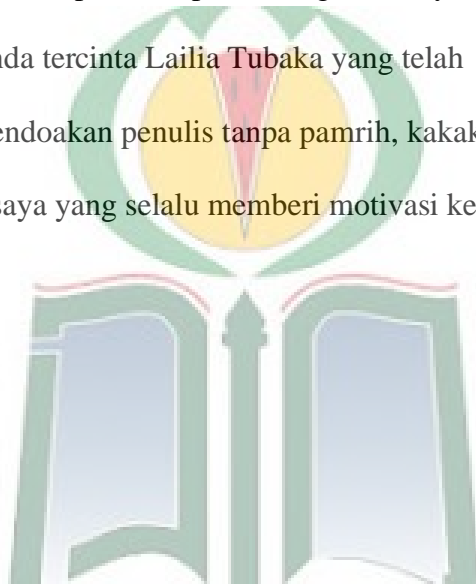 nda tercinta Lailia Tubaka yang telah
endoakan penulis tanpa pamrih, kakak
saya yang selalu memberi motivasi ke